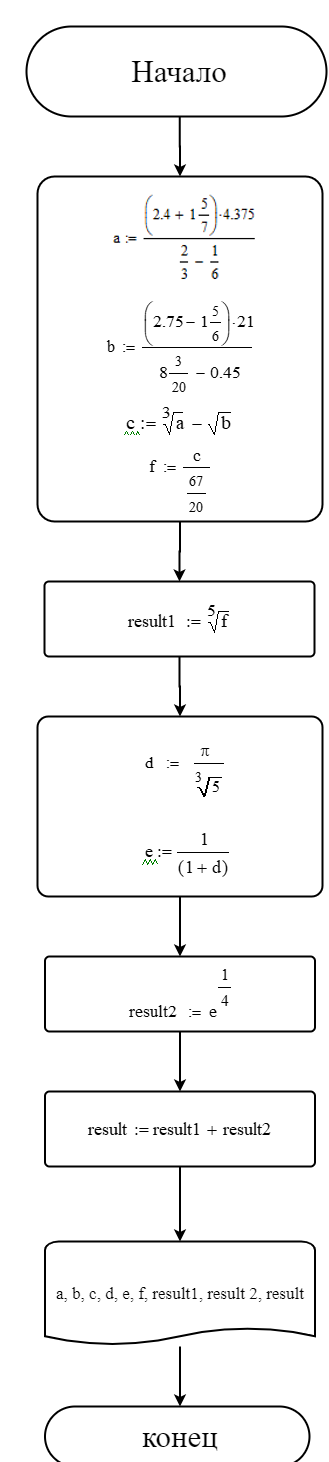 Начало
a := ((2.4 + 1 5/7)·4.375)/(2/3 − 1/6)
b := ((2.75 − 1 5/6)·21)/(8 3/20 − 0.45)
c := ∛a − √b
f := c/(67/20)
result1 := ⁵√f
d := π/∛5
e := 1/(1 + d)
result2 := e^(1/4)
result := result1 + result2
a, b, c, d, e, f, result1, result 2, result
конец